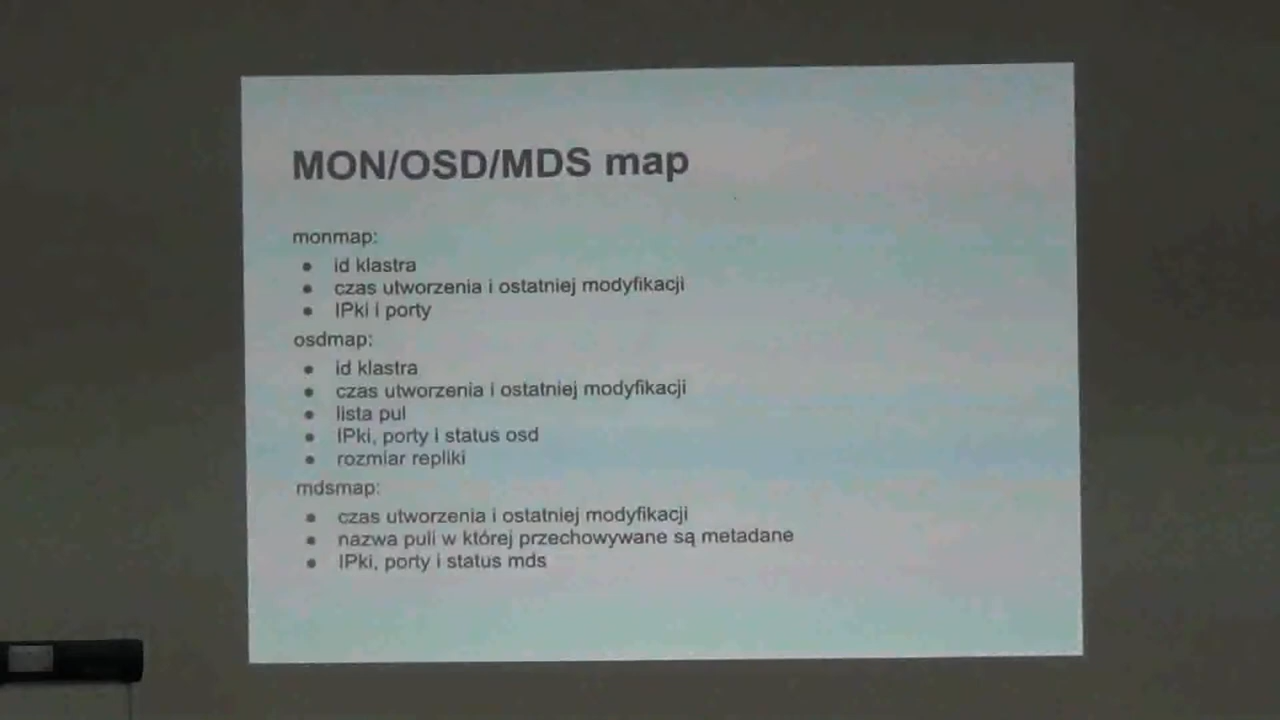 MON/OSD/MDS map
monmap:
● id klastra
● czas utworzenia i ostatniej modyfikacji
● IPki i porty
osdmap:
● id klastra
● czas utworzenia i ostatniej modyfikacji
● lista pul
● IPki, porty i status osd
● rozmiar repliki
mdsmap:
● czas utworzenia i ostatniej modyfikacji
● nazwa puli w której przechowywane są metadane
● IPki, porty i status mds